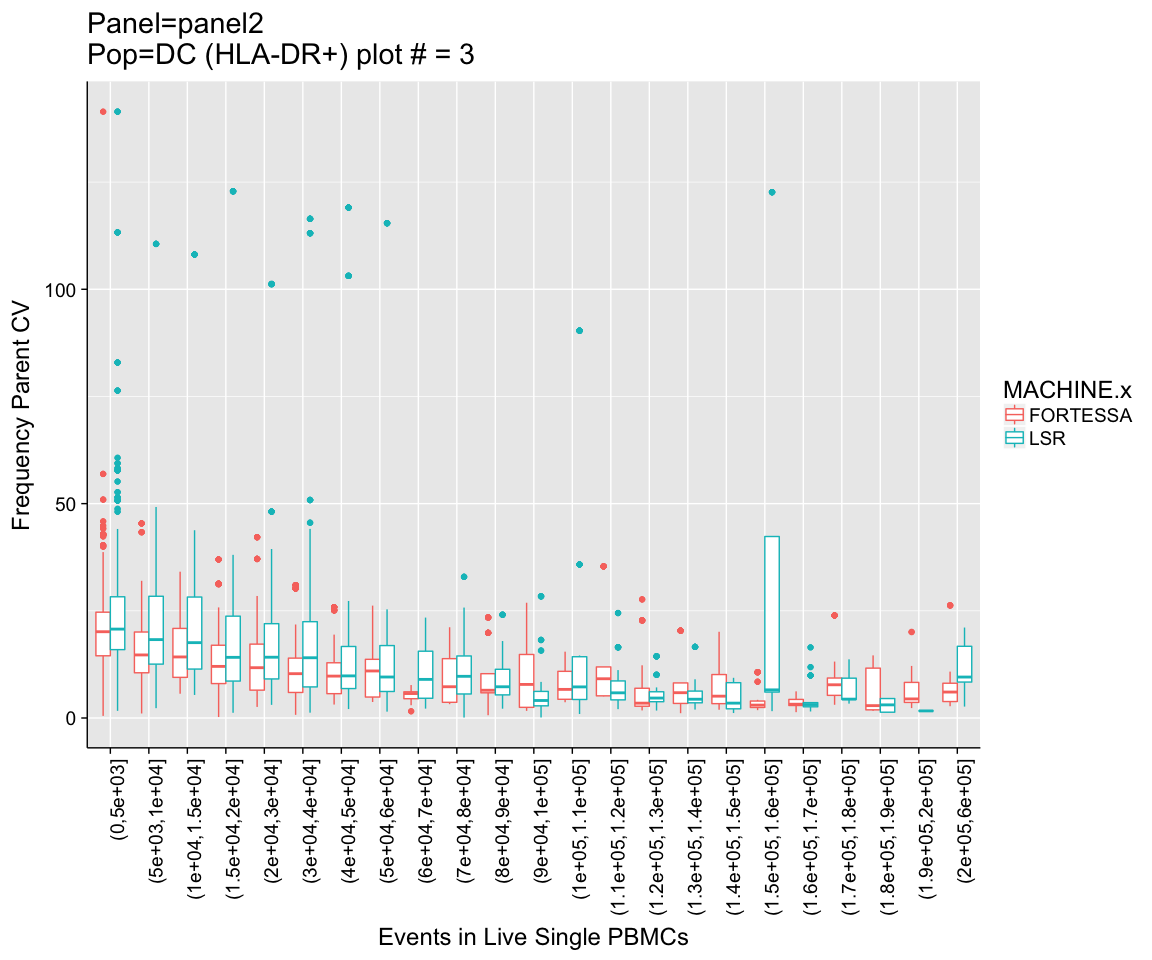 Panel=panel2
Pop=DC (HLA-DR+) plot # = 3
Frequency Parent CV
100
50
0
MACHINE.x
FORTESSA
LSR
(0,5e+03]
(5e+03,1e+04]
(1e+04,1.5e+04]
(1.5e+04,2e+04]
(2e+04,3e+04]
(3e+04,4e+04]
(4e+04,5e+04]
(5e+04,6e+04]
(6e+04,7e+04]
(7e+04,8e+04]
(8e+04,9e+04]
(9e+04,1e+05]
(1e+05,1.1e+05]
(1.1e+05,1.2e+05]
(1.2e+05,1.3e+05]
(1.3e+05,1.4e+05]
(1.4e+05,1.5e+05]
(1.5e+05,1.6e+05]
(1.6e+05,1.7e+05]
(1.7e+05,1.8e+05]
(1.8e+05,1.9e+05]
(1.9e+05,2e+05]
(2e+05,6e+05]
Events in Live Single PBMCs